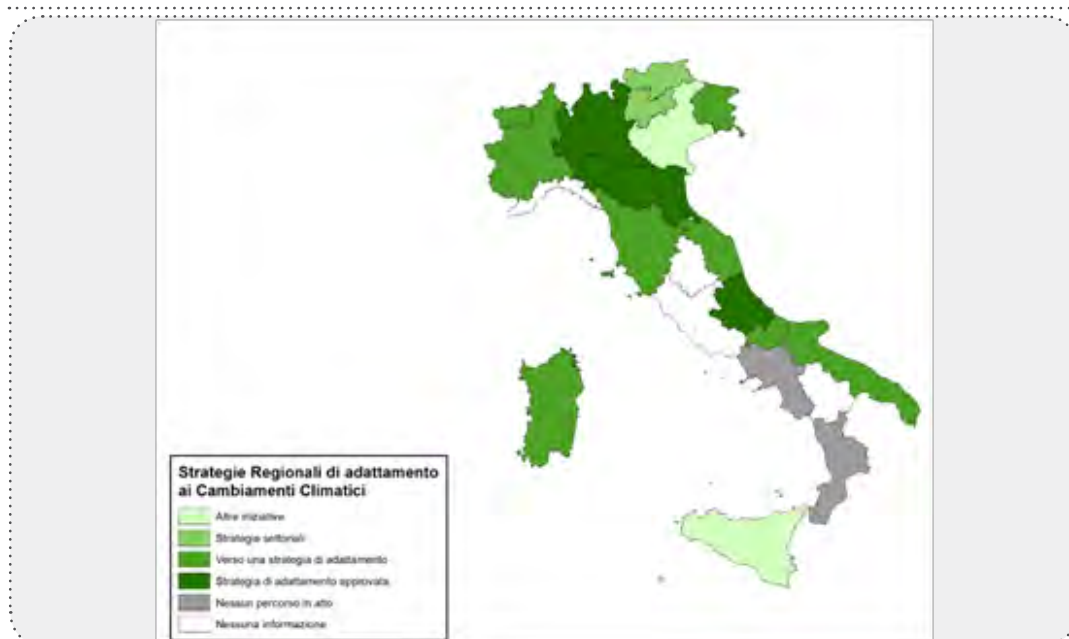 Strategie Regionali di adattamento
ai Cambiamenti Climatici
Altre iniziative
Strategie settoriali
Verso una strategia di adattamento
Strategia di adattamento approvata
Nessun percorso in atto
Nessuna informazione